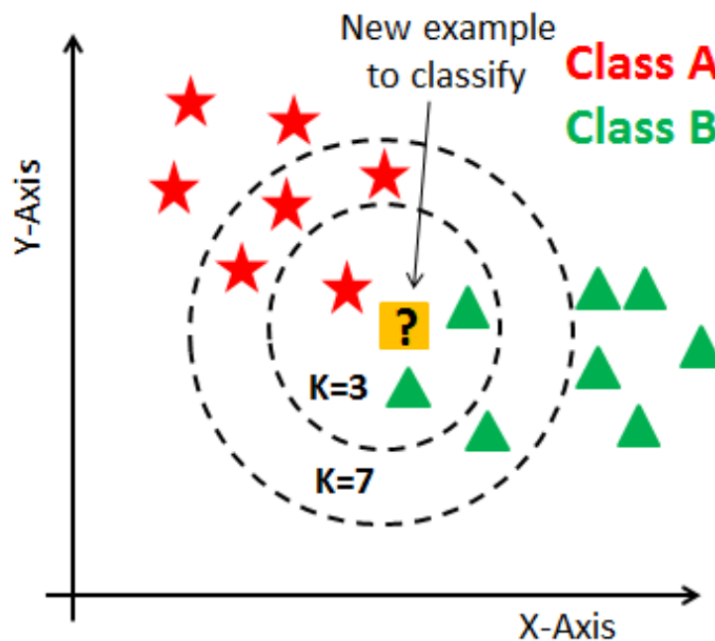 New example
to classify
Class A
Class B
Y-Axis
?
K=3
K=7
X-Axis